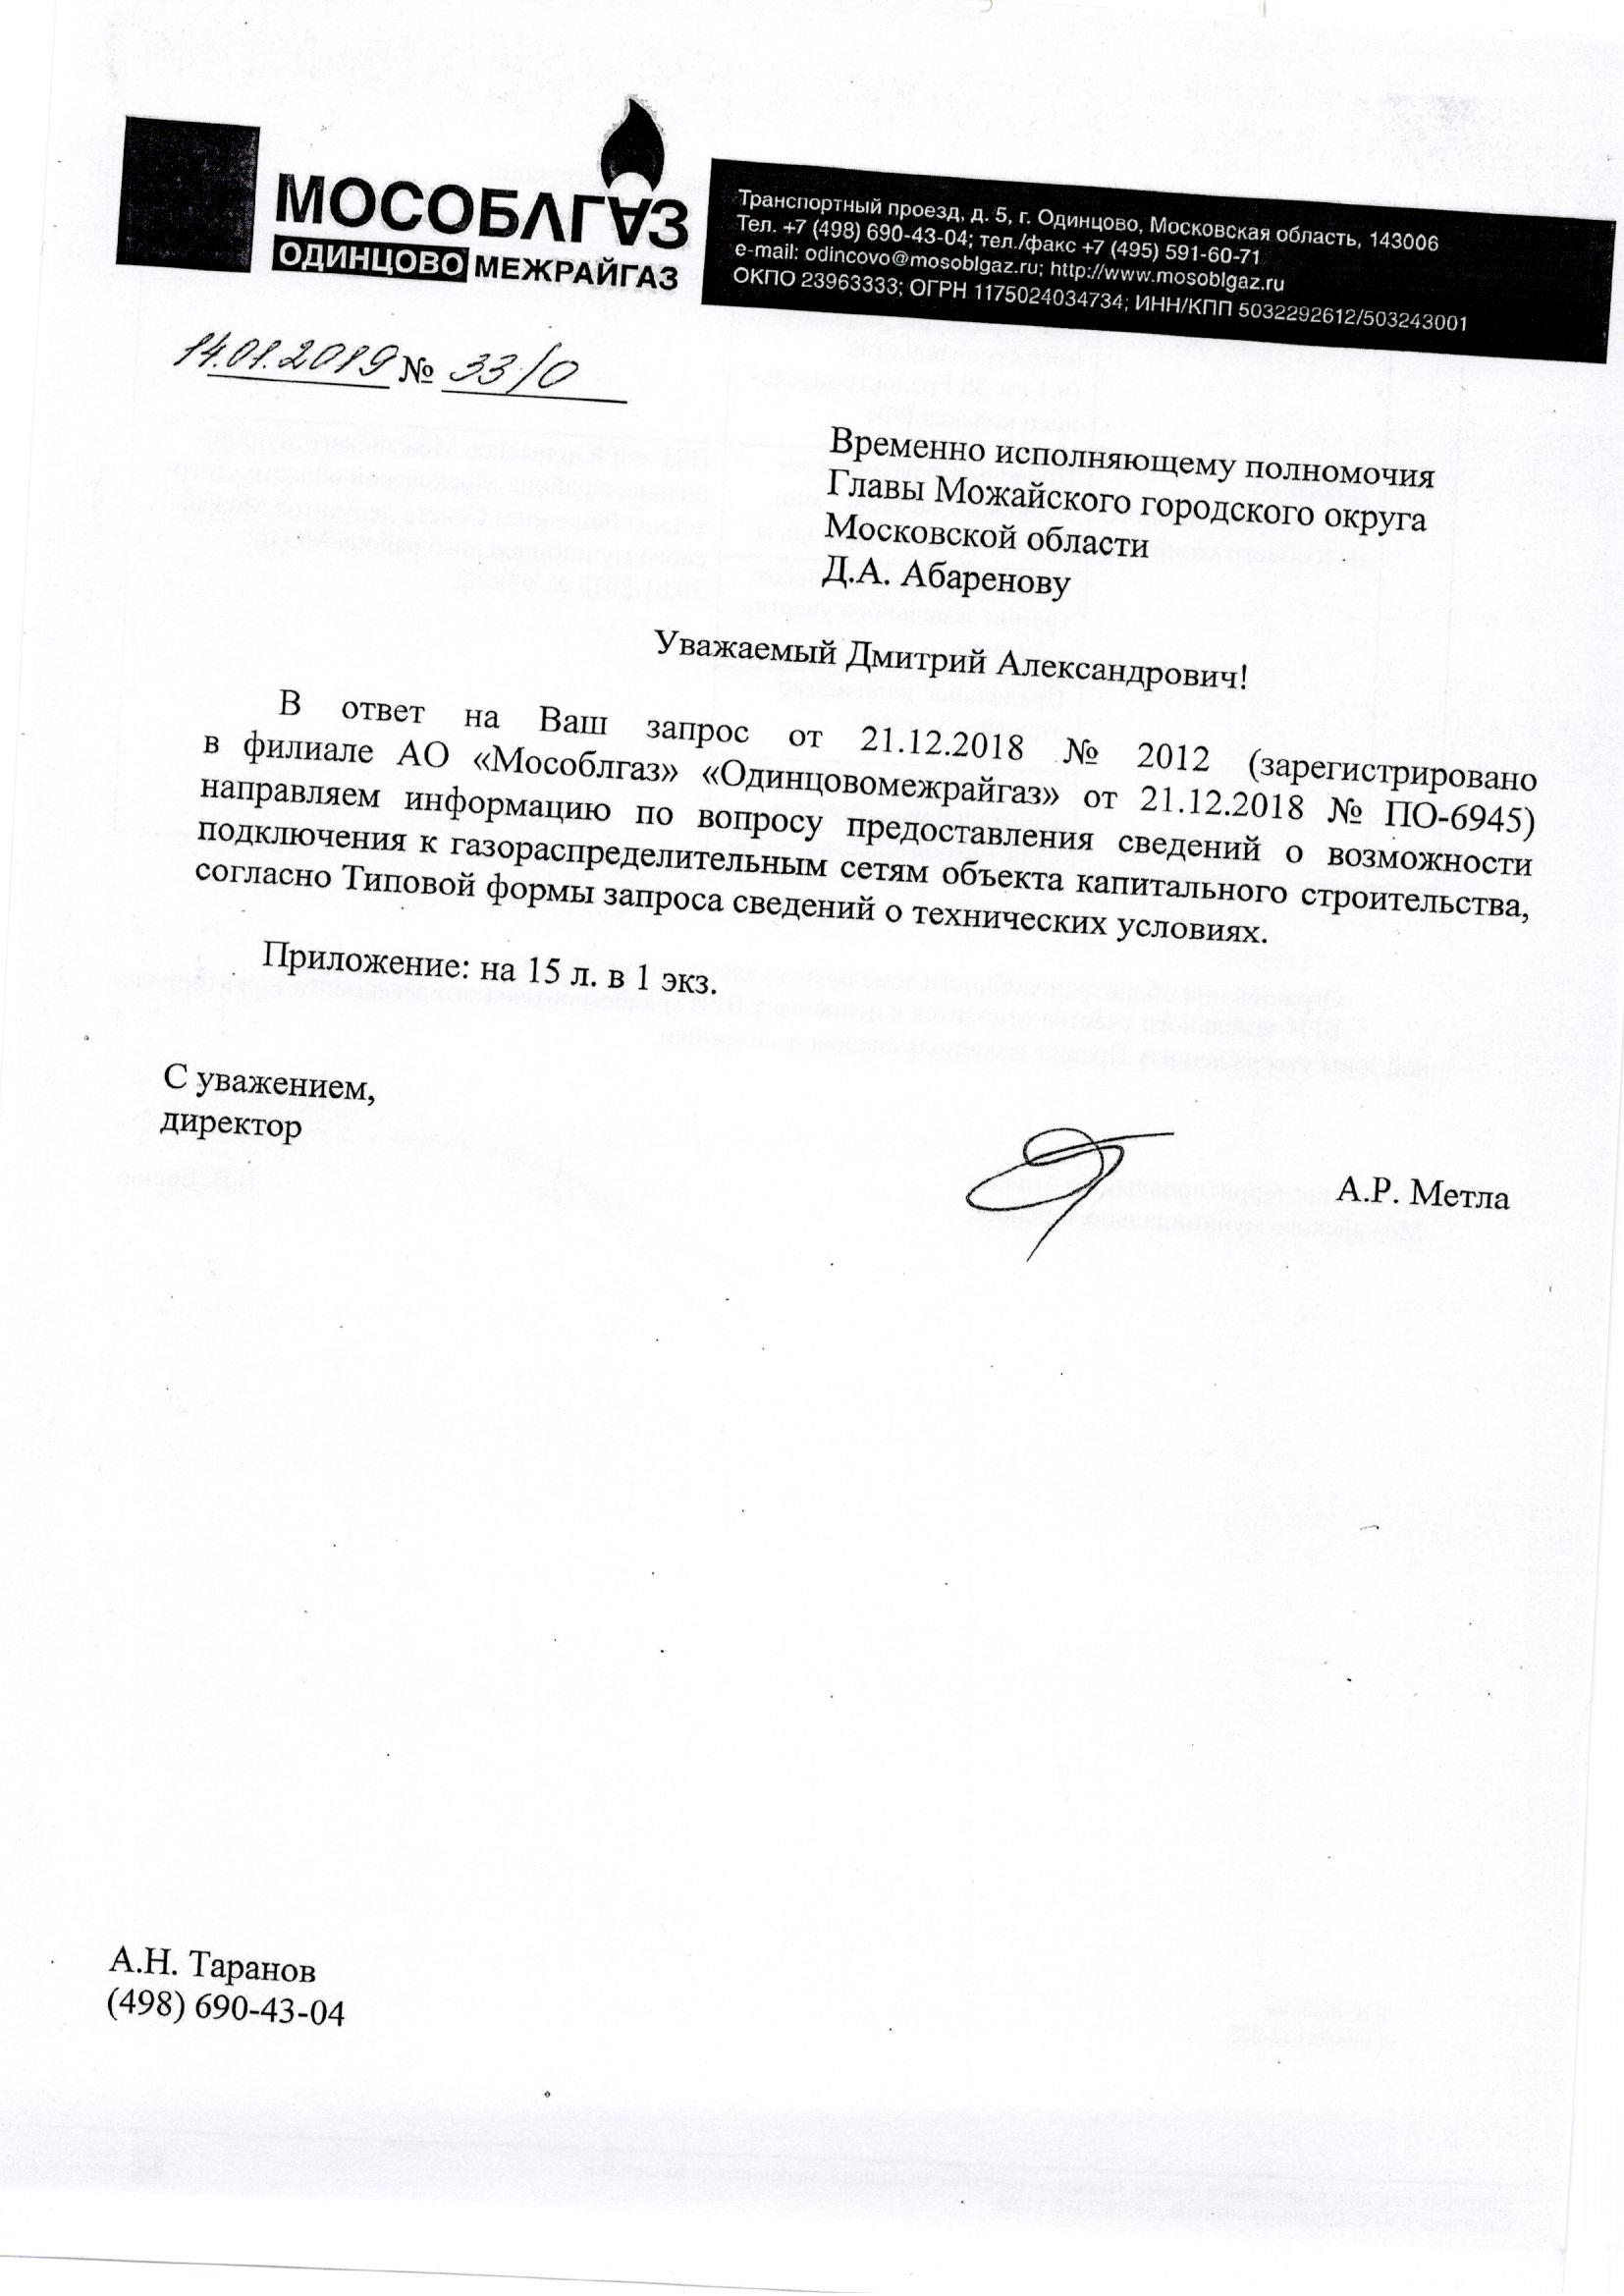 МОСОБЛГАЗ
ОДИНЦОВО МЕЖРАЙГАЗ
Транспортный проезд, д. 5, г. Одинцово, Московская область, 143006
Тел. +7 (498) 690-43-04; тел./факс +7 (495) 591-60-71
e-mail: odincovo@mosoblgaz.ru; http://www.mosoblgaz.ru
ОКПО 23963333; ОГРН 1175024034734; ИНН/КПП 5032292612/503243001
14.01.2019 № 33/0
Временно исполняющему полномочия
Главы Можайского городского округа
Московской области
Д.А. Абаренову
Уважаемый Дмитрий Александрович!
В ответ на Ваш запрос от 21.12.2018 № 2012 (зарегистрировано
в филиале АО «Мособлгаз» «Одинцовомежрайгаз» от 21.12.2018 № ПО-6945)
направляем информацию по вопросу предоставления сведений о возможности
подключения к газораспределительным сетям объекта капитального строительства,
согласно Типовой формы запроса сведений о технических условиях.
Приложение: на 15 л. в 1 экз.
С уважением,
директор
А.Р. Метла
А.Н. Таранов
(498) 690-43-04